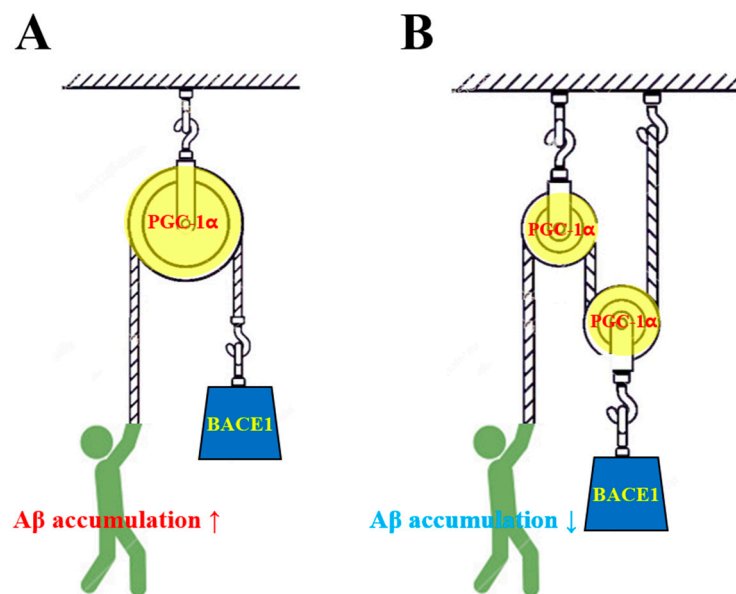 A
B
PGC-1α
PGC-1α
PGC-1α
BACE1
BACE1
Aβ accumulation ↑
Aβ accumulation ↓